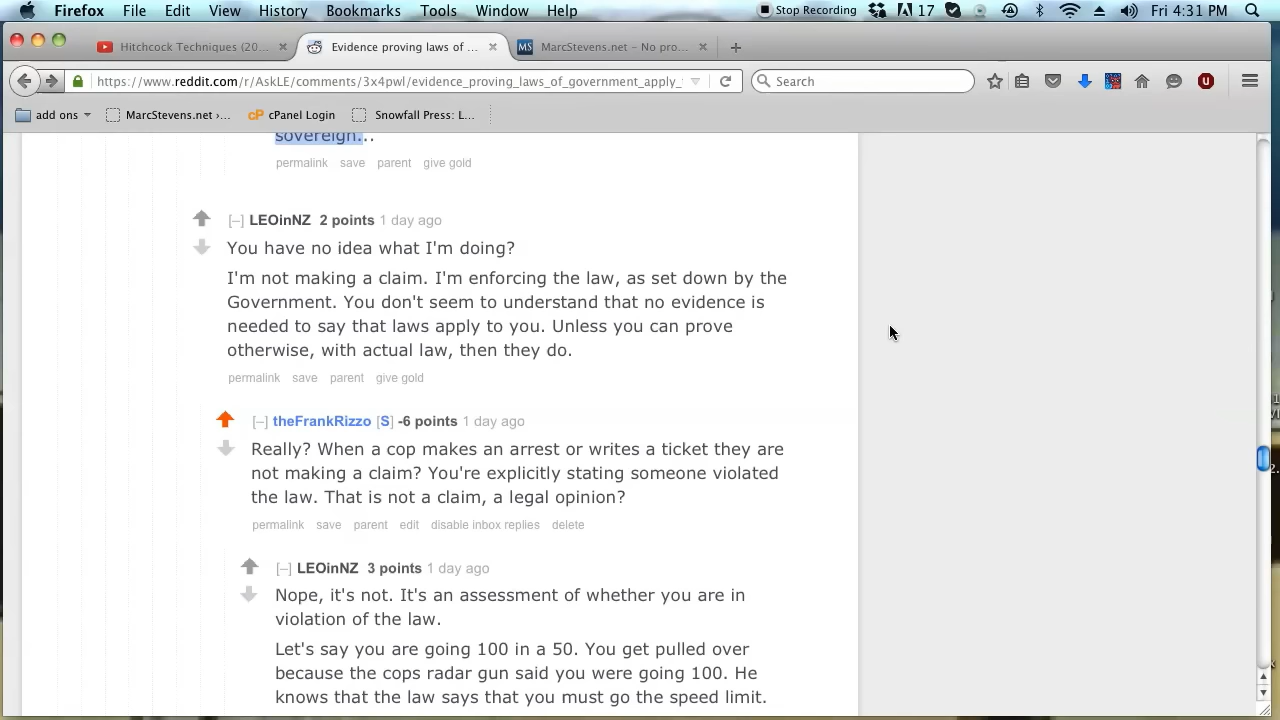 Firefox File Edit View History Bookmarks Tools Window Help Stop Recording 17 Fri 4:31 PM
Hitchcock Techniques (20... Evidence proving laws of ... MS MarcStevens.net – No pro...
https://www.reddit.com/r/AskLE/comments/3x4pwl/evidence_proving_laws_of_government_apply_ Search
add ons MarcStevens.net ›... cP cPanel Login Snowfall Press: L...
sovereign...
permalink save parent give gold
[–] LEOinNZ 2 points 1 day ago
You have no idea what I'm doing?
I'm not making a claim. I'm enforcing the law, as set down by the
Government. You don't seem to understand that no evidence is
needed to say that laws apply to you. Unless you can prove
otherwise, with actual law, then they do.
permalink save parent give gold
[–] theFrankRizzo [S] -6 points 1 day ago
Really? When a cop makes an arrest or writes a ticket they are
not making a claim? You're explicitly stating someone violated
the law. That is not a claim, a legal opinion?
permalink save parent edit disable inbox replies delete
[–] LEOinNZ 3 points 1 day ago
Nope, it's not. It's an assessment of whether you are in
violation of the law.
Let's say you are going 100 in a 50. You get pulled over
because the cops radar gun said you were going 100. He
knows that the law says that you must go the speed limit.